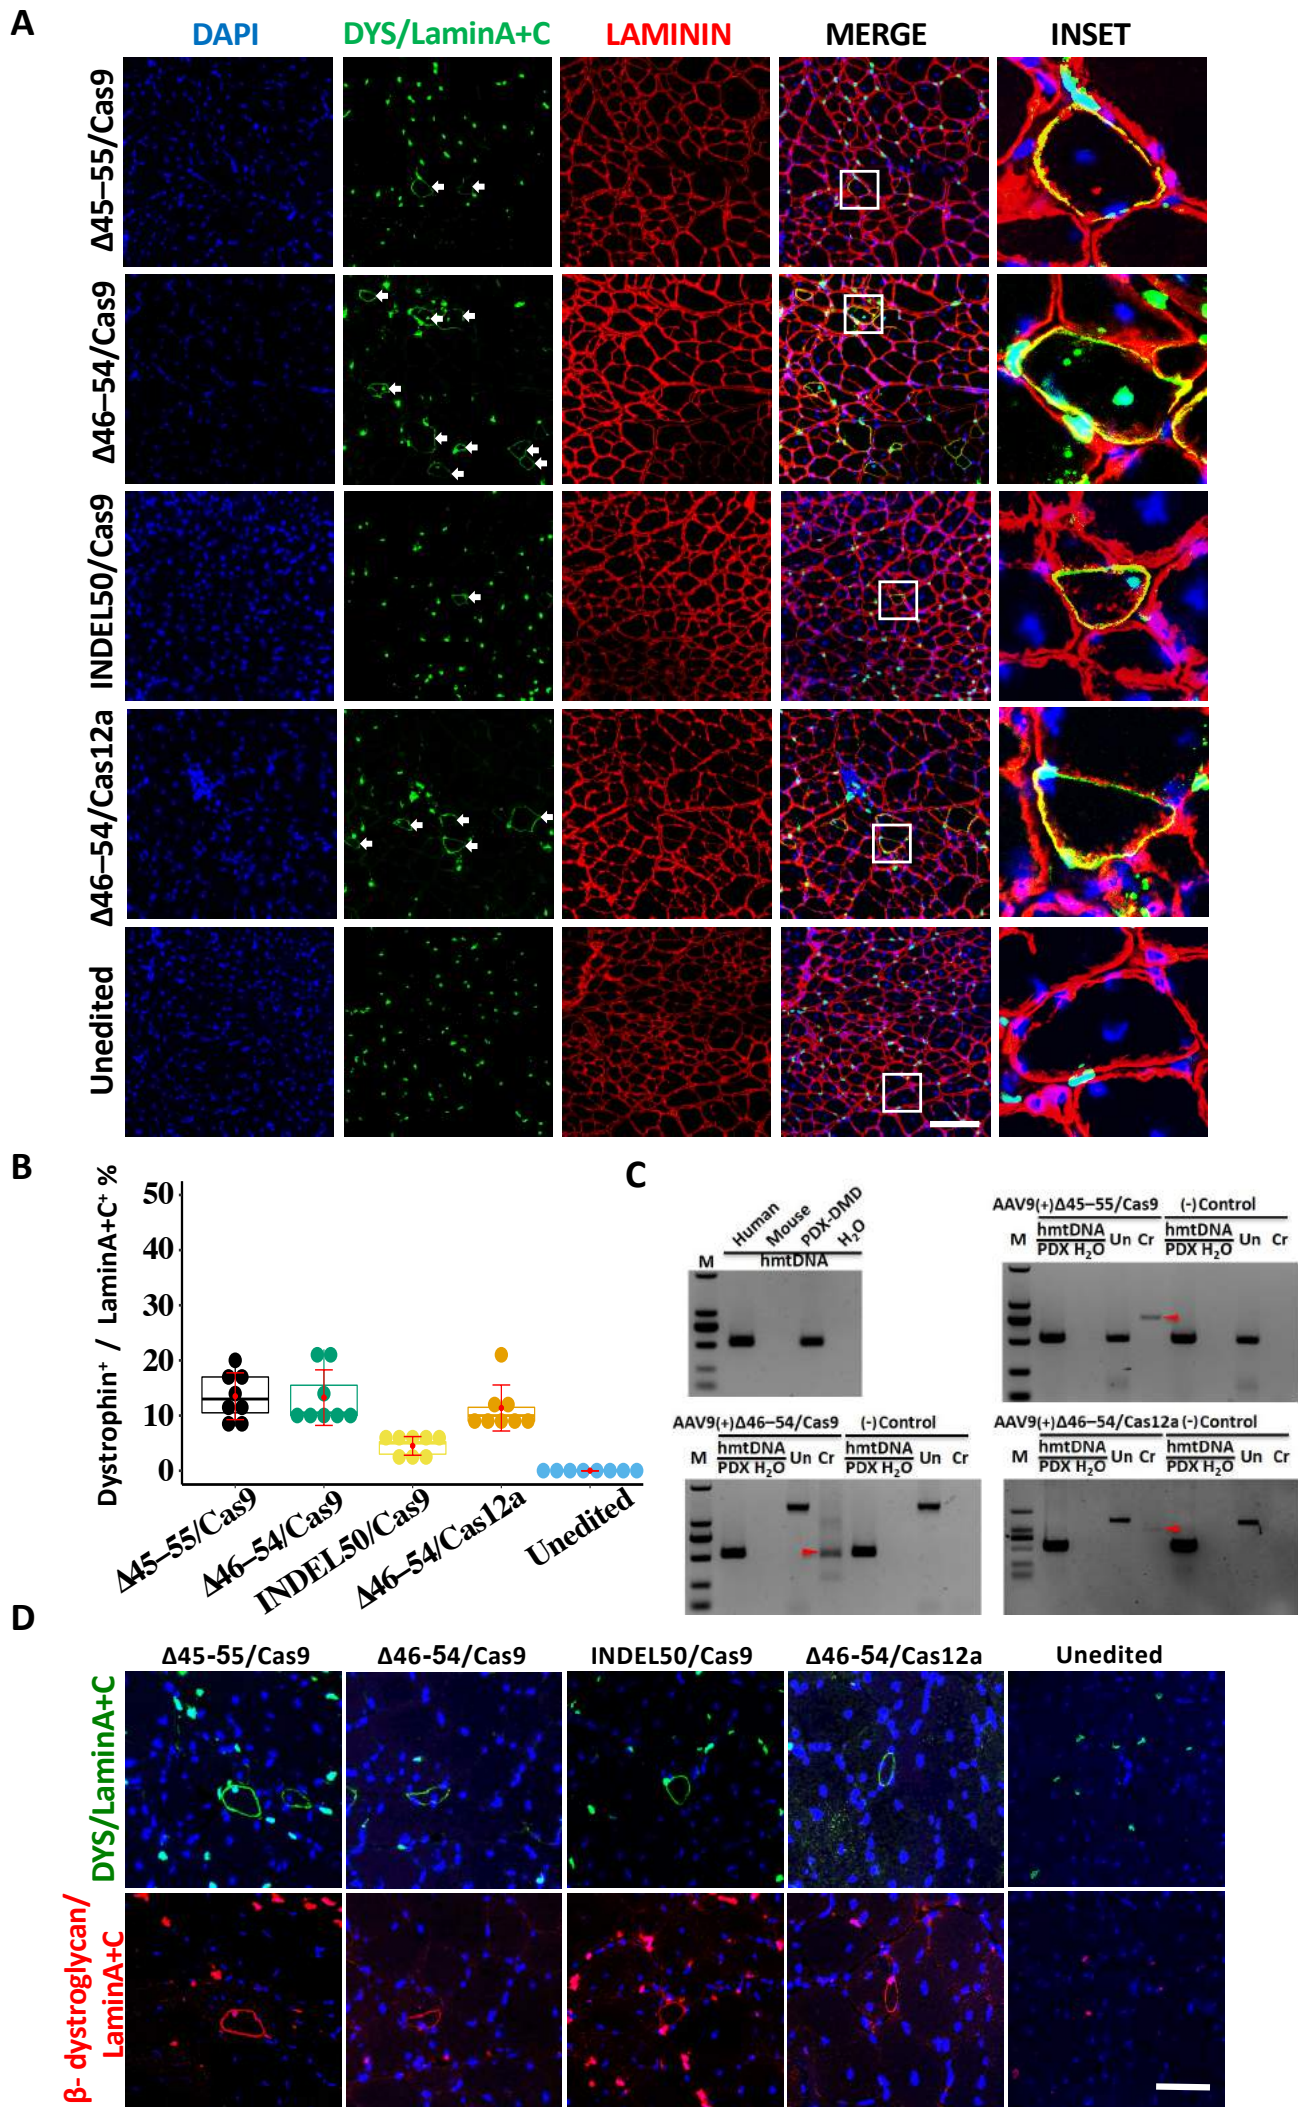 A
DAPI DYS/LaminA+C LAMININ MERGE INSET
Δ45–55/Cas9
Δ46–54/Cas9
INDEL50/Cas9
Δ46–54/Cas12a
Unedited
B
Dystrophin⁺ / LaminA+C⁺ %
50
40
30
20
10
0
Δ45–55/Cas9 Δ46–54/Cas9 INDEL50/Cas9 Δ46–54/Cas12a Unedited
C
Human Mouse PDX-DMD H₂O
M hmtDNA
AAV9(+)Δ45–55/Cas9 (-)Control
hmtDNA hmtDNA
M PDX H₂O Un Cr PDX H₂O Un Cr
AAV9(+)Δ46–54/Cas9 (-)Control
hmtDNA hmtDNA
M PDX H₂O Un Cr PDX H₂O Un Cr
AAV9(+)Δ46–54/Cas12a (-)Control
hmtDNA hmtDNA
M PDX H₂O Un Cr PDX H₂O Un Cr
D
Δ45-55/Cas9 Δ46-54/Cas9 INDEL50/Cas9 Δ46-54/Cas12a Unedited
DYS/LaminA+C
β- dystroglycan/
LaminA+C